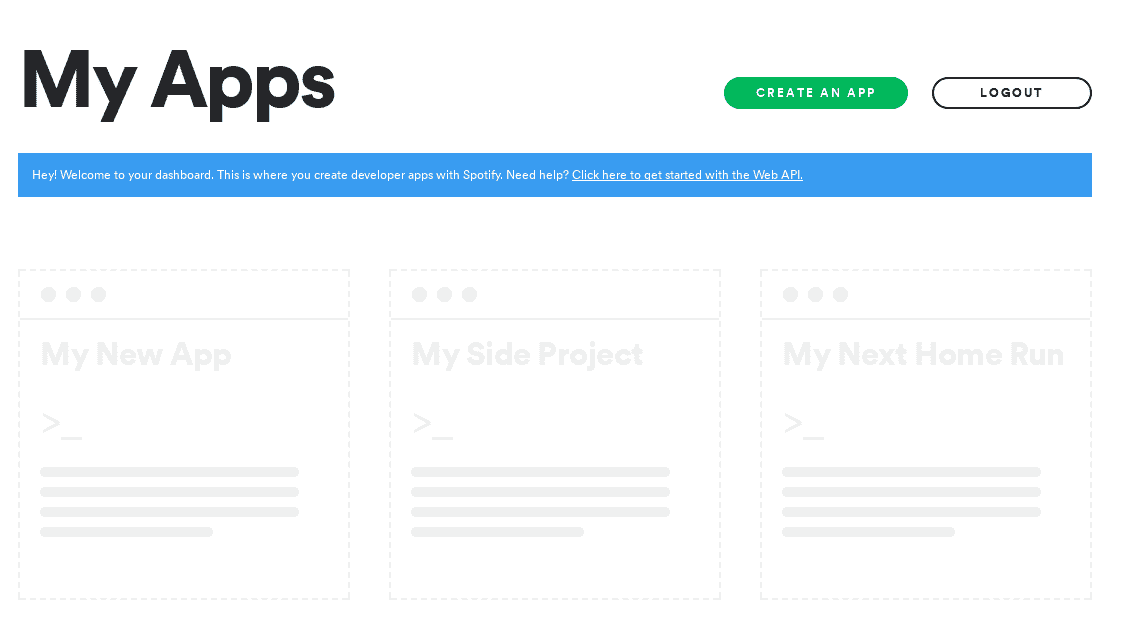 My Apps
CREATE AN APP
LOGOUT
Hey! Welcome to your dashboard. This is where you create developer apps with Spotify. Need help? Click here to get started with the Web API.
My New App
>_
My Side Project
>_
My Next Home Run
>_